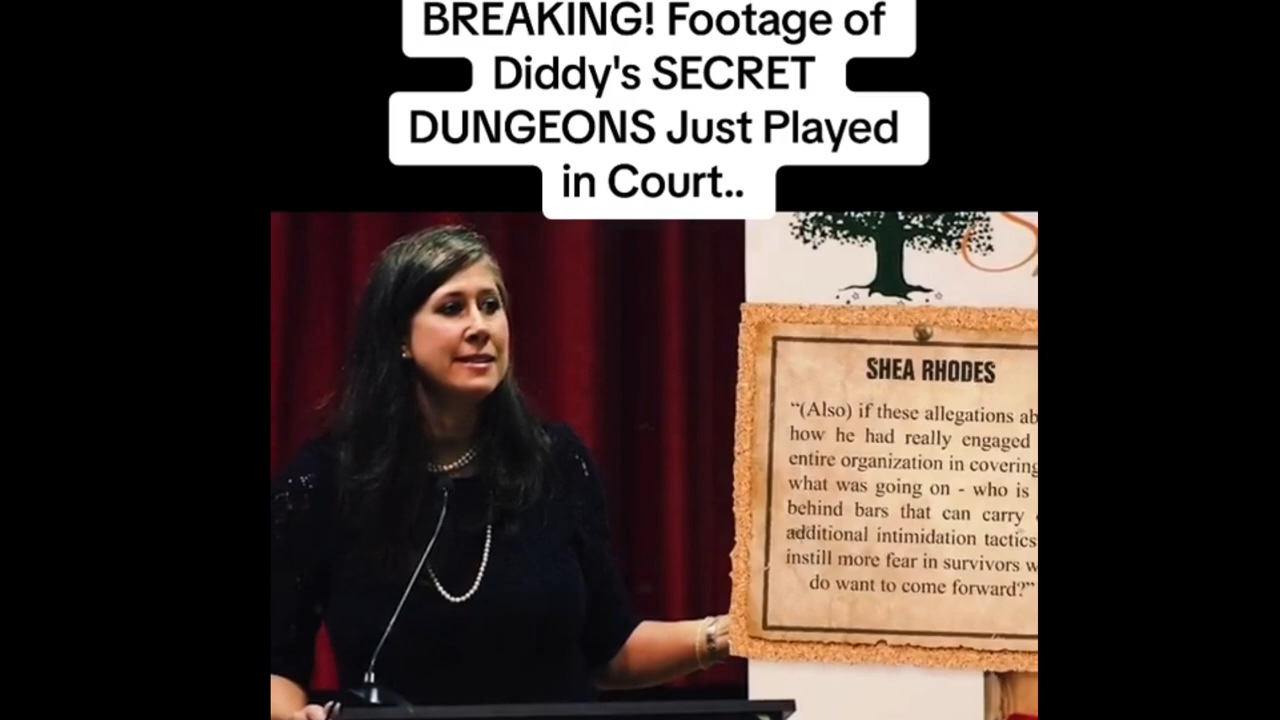 BREAKING! Footage of
Diddy's SECRET
DUNGEONS Just Played
in Court..
SHEA RHODES
"(Also) if these allegations
how he had really engaged
entire organization in covering
what was going on - who is
behind bars that can carry
additional intimidation tactics
instill more fear in survivors
do want to come forward?"